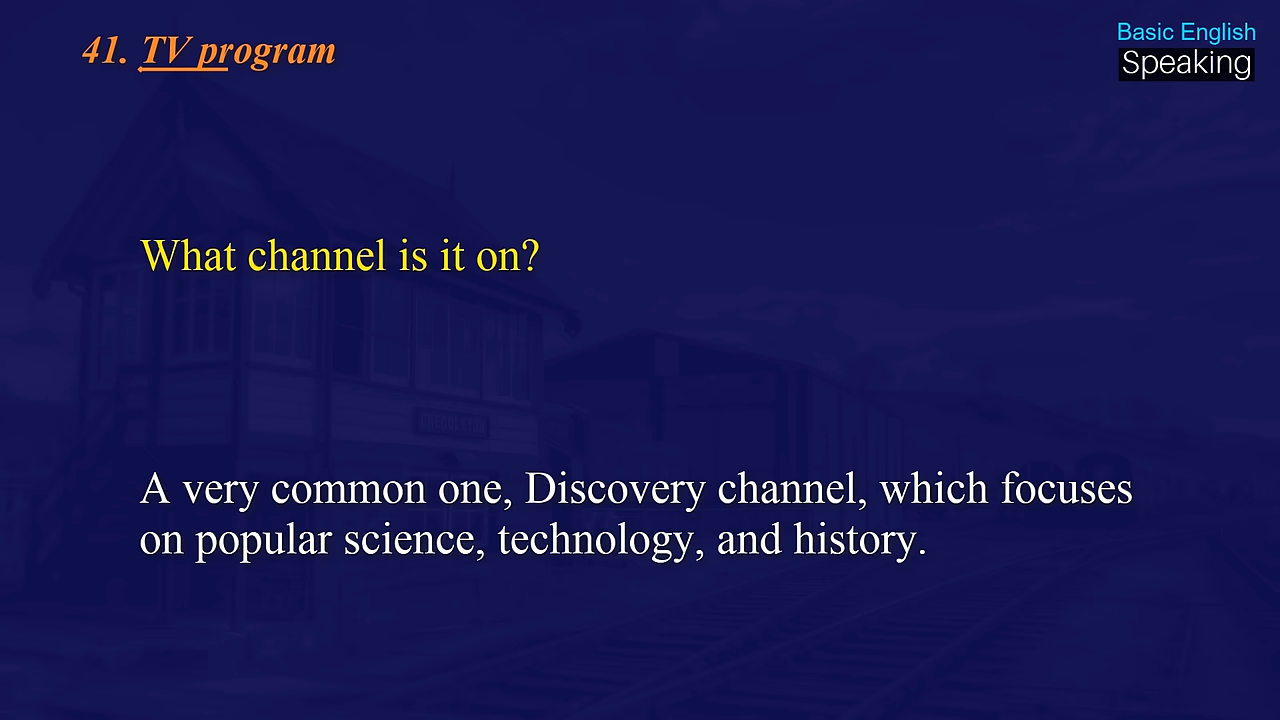 41. TV program
Basic English
Speaking
What channel is it on?
A very common one, Discovery channel, which focuses
on popular science, technology, and history.